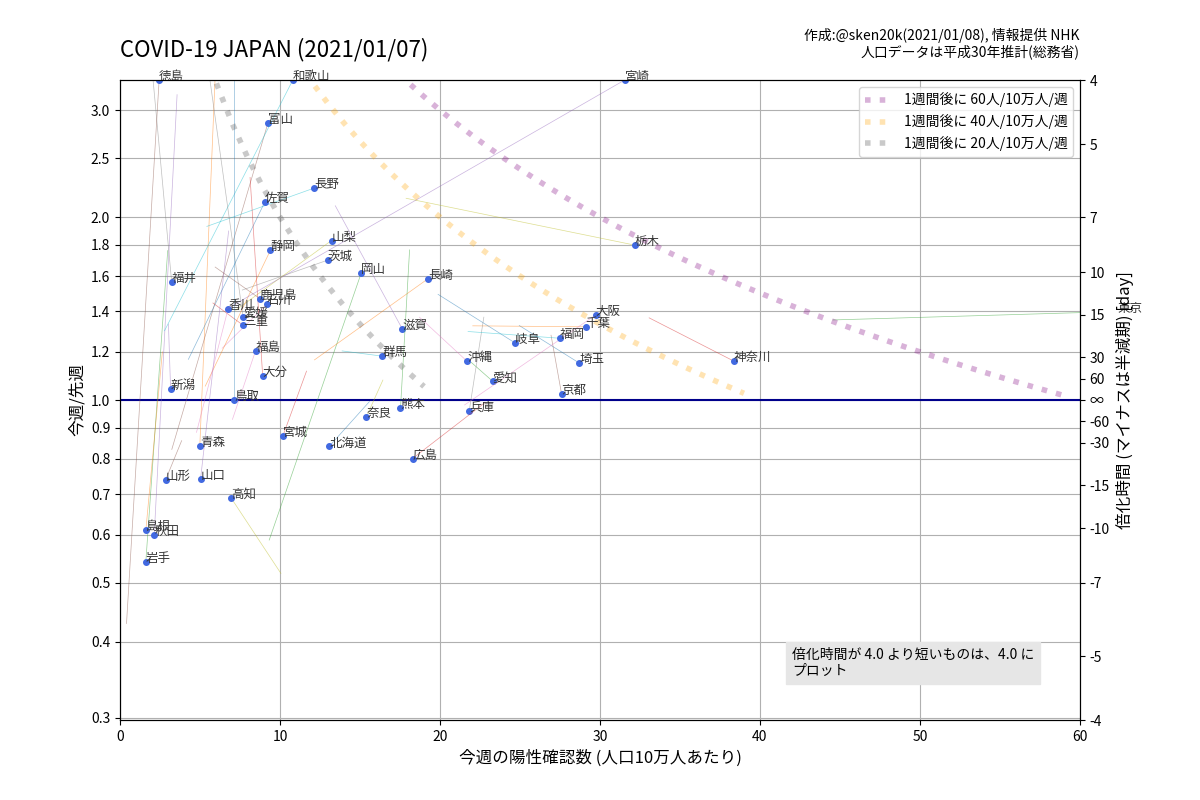 COVID-19 JAPAN (2021/01/07)
作成:@sken20k(2021/01/08), 情報提供 NHK
人口データは平成30年推計(総務省)
1週間後に 60人/10万人/週
1週間後に 40人/10万人/週
1週間後に 20人/10万人/週
徳島
和歌山
宮崎
富山
長野
佐賀
山梨
静岡
栃木
茨城
岡山
福井
長崎
鹿児島
石川
香川
愛媛
三重
大阪
東京
千葉
滋賀
福岡
岐阜
福島
群馬
沖縄
埼玉
神奈川
大分
愛知
新潟
京都
鳥取
熊本
兵庫
奈良
宮城
青森
北海道
広島
山形
山口
高知
島根
秋田
岩手
倍化時間が 4.0 より短いものは、4.0 に
プロット
3.0
2.5
2.0
1.8
1.6
1.4
1.2
1.0
0.9
0.8
0.7
0.6
0.5
0.4
0.3
今週/先週
4
5
7
10
15
30
60
∞
-60
-30
-15
-10
-7
-5
-4
倍化時間 (マイナスは半減期) [day]
0 10 20 30 40 50 60
今週の陽性確認数 (人口10万人あたり)